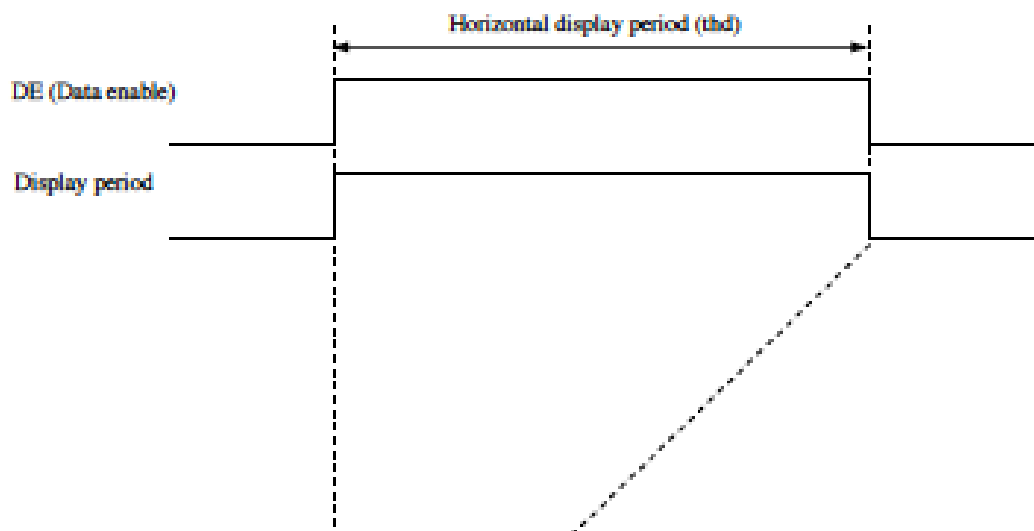 Horizontal display period (thd)
DE (Data enable)
Display period